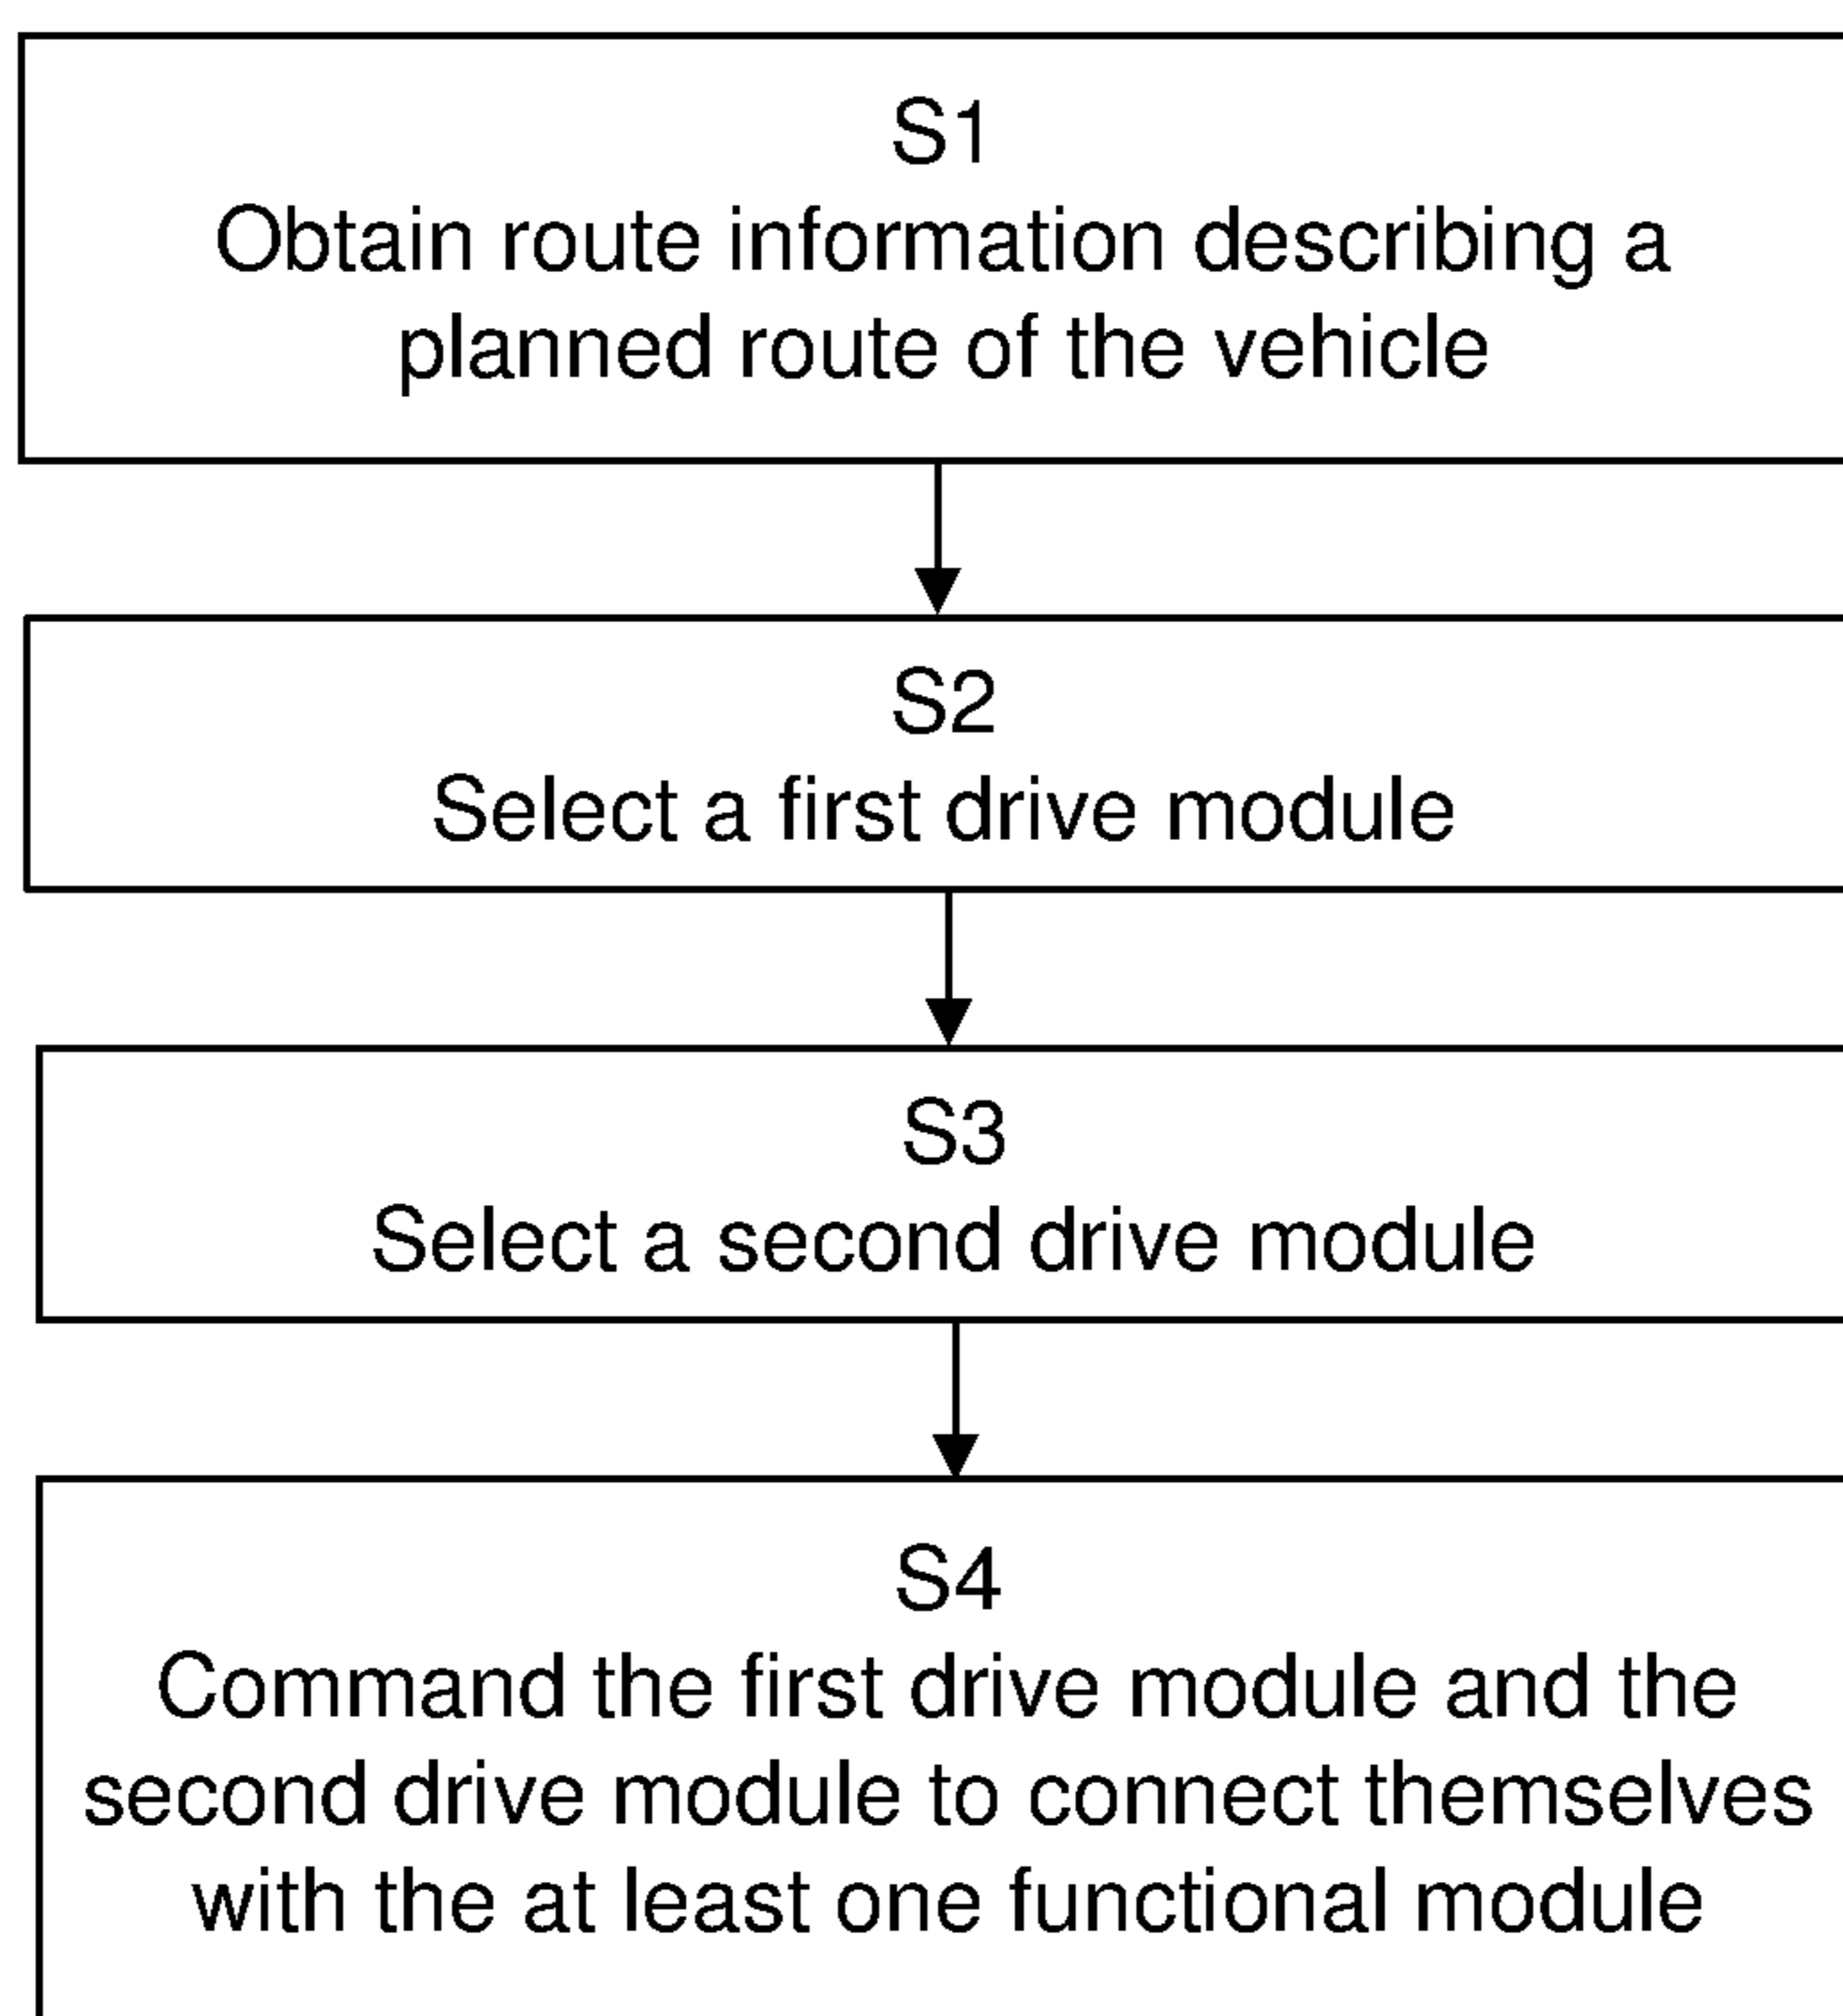 S1
Obtain route information describing a
planned route of the vehicle
S2
Select a first drive module
S3
Select a second drive module
S4
Command the first drive module and the
second drive module to connect themselves
with the at least one functional module